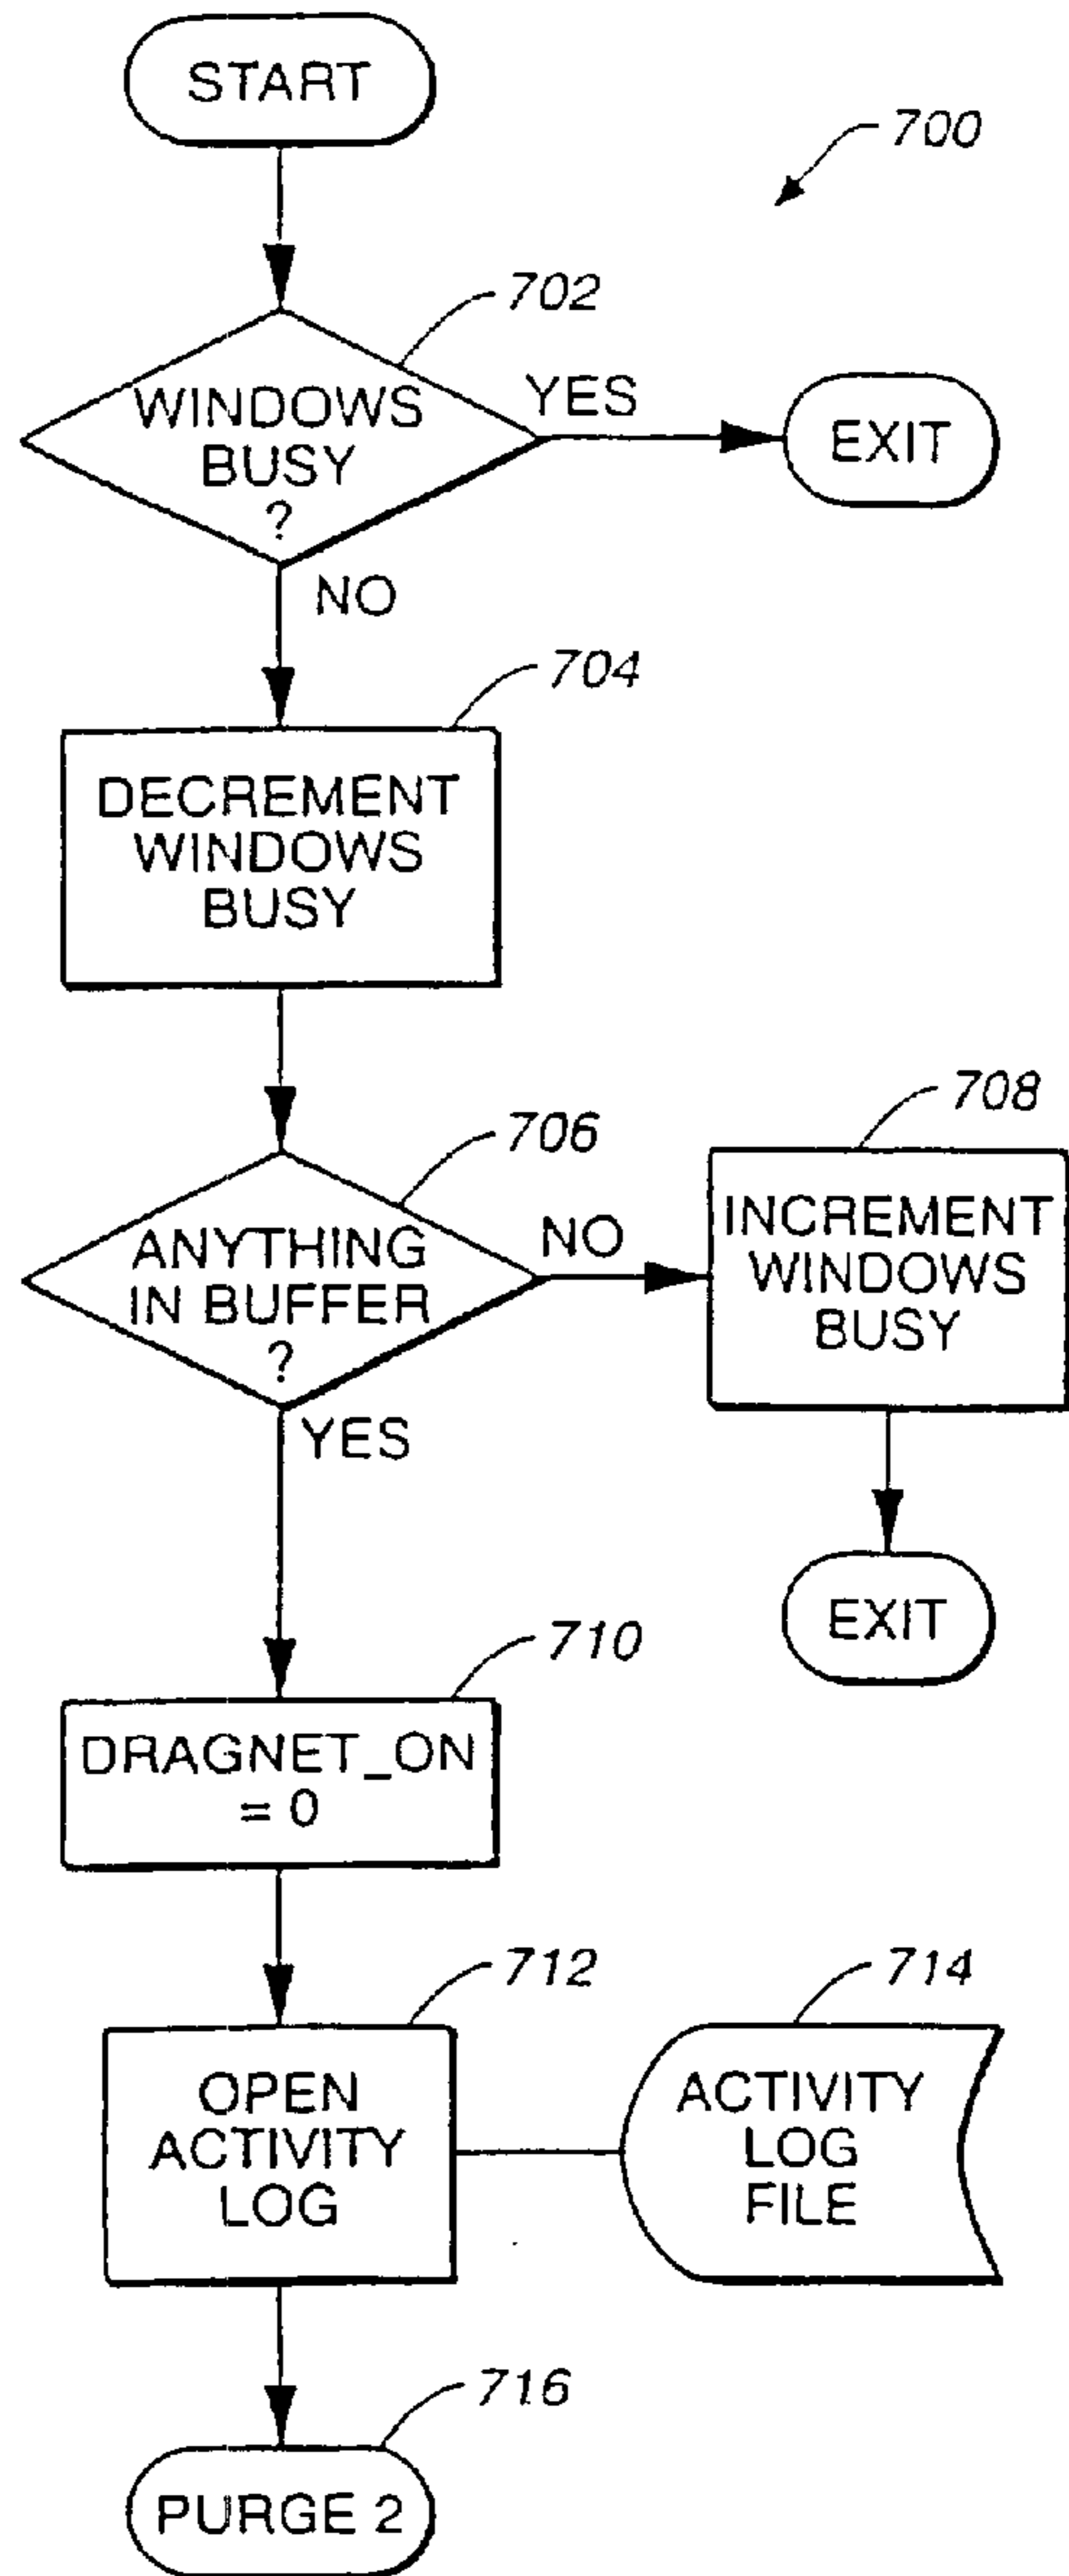 START
700
702
WINDOWS
BUSY
?
YES
EXIT
NO
704
DECREMENT
WINDOWS
BUSY
706
ANYTHING
IN BUFFER
?
NO
708
INCREMENT
WINDOWS
BUSY
EXIT
YES
710
DRAGNET_ON
= 0
712
OPEN
ACTIVITY
LOG
714
ACTIVITY
LOG
FILE
716
PURGE 2